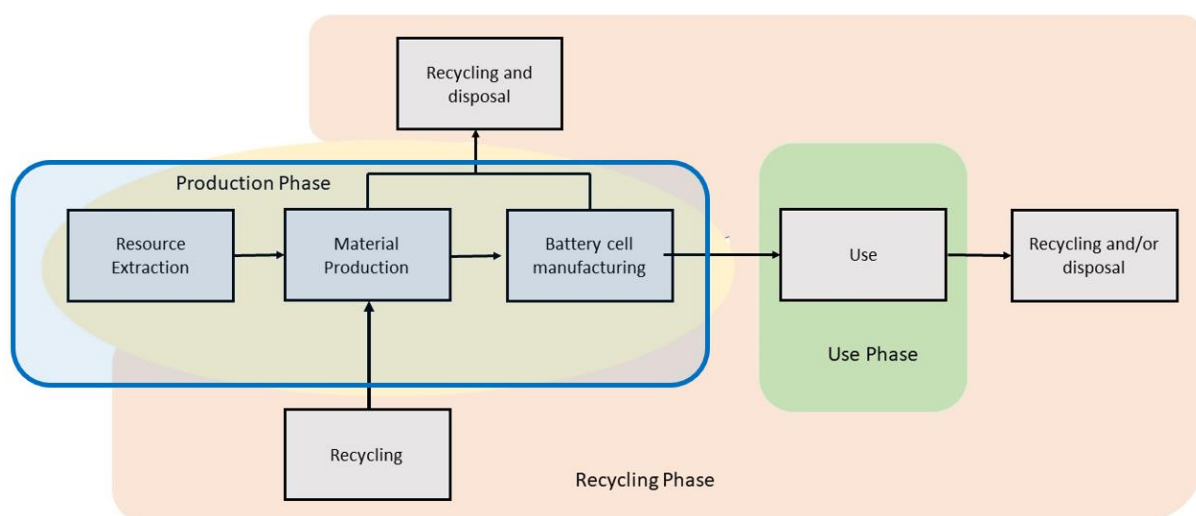 Recycling and
disposal
Production Phase
Resource
Extraction
Material
Production
Battery cell
manufacturing
Use
Recycling and/or
disposal
Use Phase
Recycling
Recycling Phase